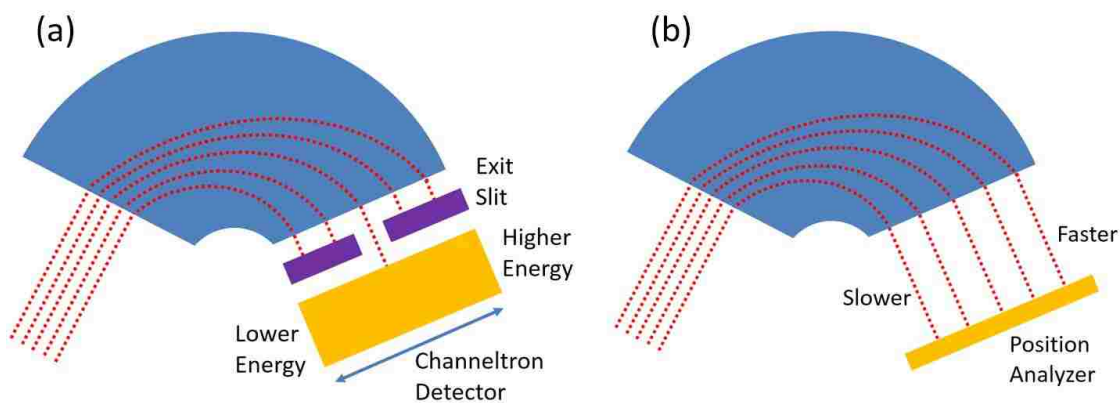 (a)
Exit
Slit
Higher
Energy
Lower
Energy
Channeltron
Detector
(b)
Faster
Slower
Position
Analyzer